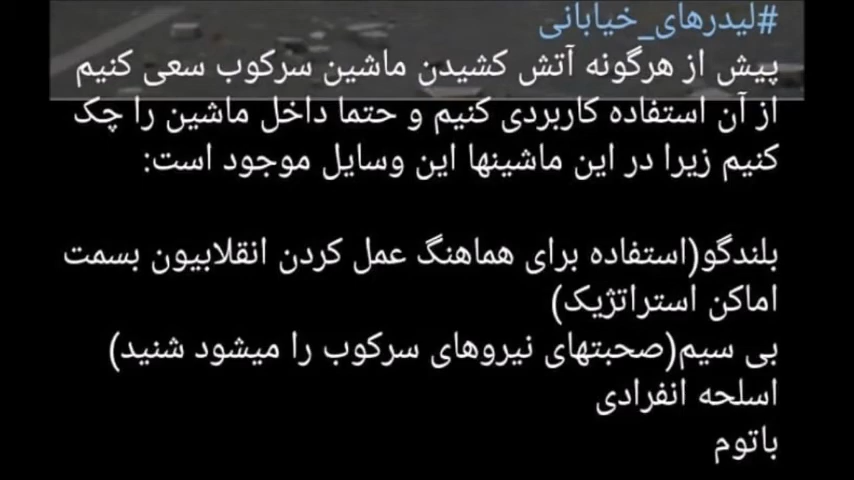 #لیدرهای_خیابانی
پیش از هرگونه آتش کشیدن ماشین سرکوب سعی کنیم
از آن استفاده کاربردی کنیم و حتما داخل ماشین را چک
کنیم زیرا در این ماشینها این وسایل موجود است:
بلندگو(استفاده برای هماهنگ عمل کردن انقلابیون بسمت
اماکن استراتژیک)
بی سیم(صحبتهای نیروهای سرکوب را میشود شنید)
اسلحه انفرادی
باتوم